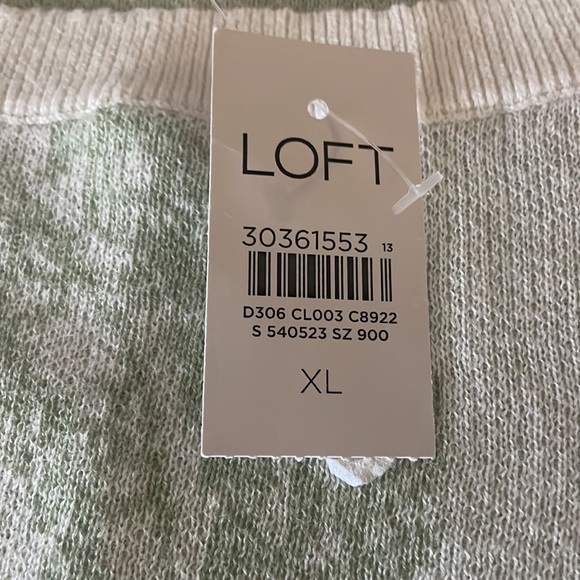 LOFT
30361553 13
D306 CL003 C8922
S 540523 SZ 900
XL